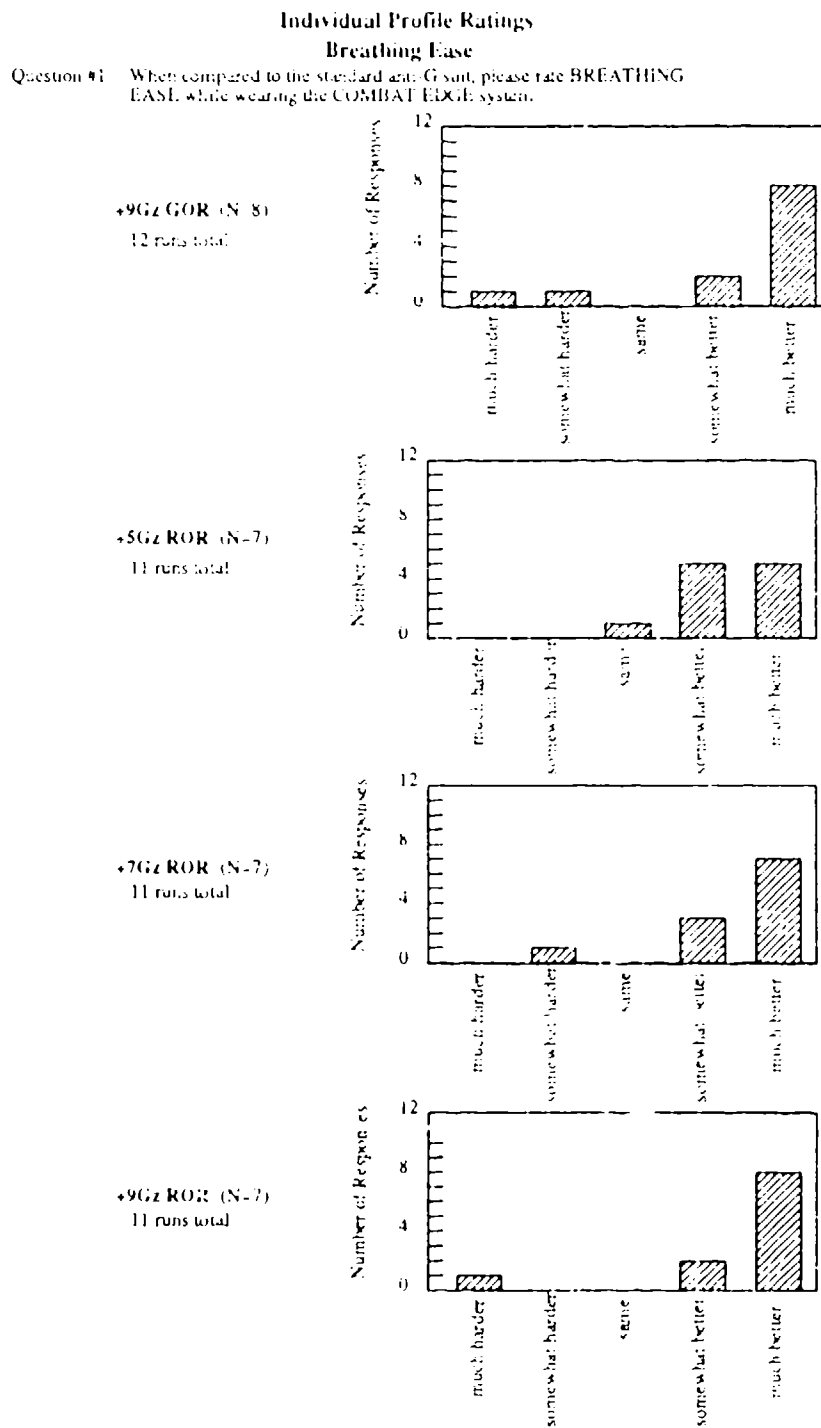 Individual Profile Ratings
Breathing Ease
Question #1 When compared to the standard anti-G suit, please rate BREATHING
EASE while wearing the COMBAT EDGE system.
+9Gz GOR (N=8)
12 runs total
Number of Responses
12
8
4
0
much harder
somewhat harder
same
somewhat better
much better
+5Gz ROR (N=7)
11 runs total
Number of Responses
12
8
4
0
much harder
somewhat harder
same
somewhat better
much better
+7Gz ROR (N=7)
11 runs total
Number of Responses
12
8
4
0
much harder
somewhat harder
same
somewhat better
much better
+9Gz ROR (N=7)
11 runs total
Number of Responses
12
8
4
0
much harder
somewhat harder
same
somewhat better
much better